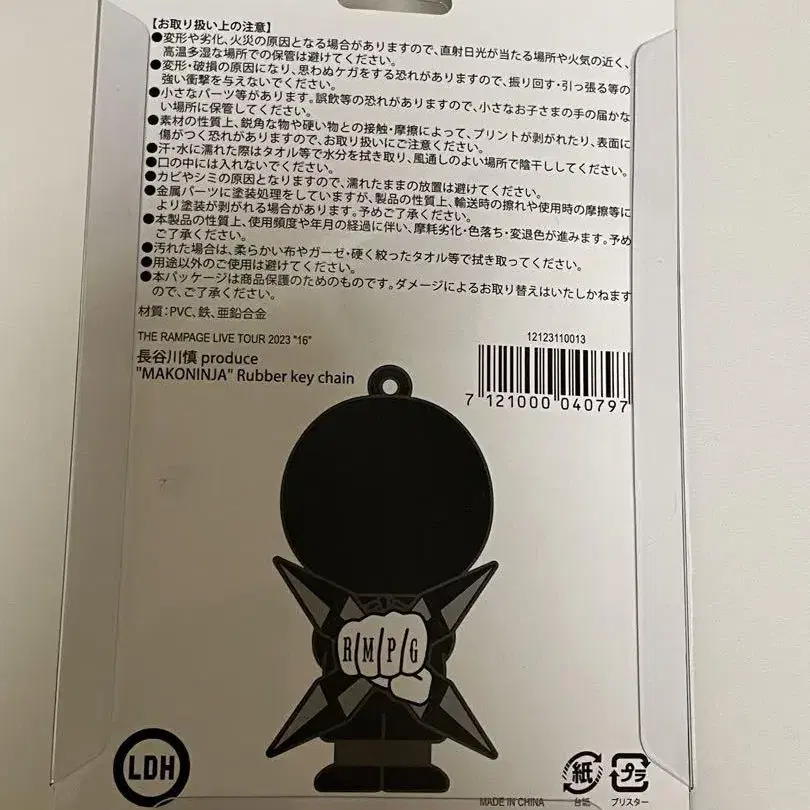 【お取り扱い上の注意】
●変形や劣化、火災の原因となる場合がありますので、直射日光が当たる場所や火気の近く、
高温多湿な場所での保管は避けてください。
●変形・破損の原因になり、思わぬケガをする恐れがありますので、振り回す・引っ張る等の
強い衝撃を与えないでください。
●小さなパーツ等があります。誤飲等の恐れがありますので、小さなお子さまの手の届かな
い場所に保管してください。
●素材の性質上、鋭角な物や硬い物との接触・摩擦によって、プリントが剥がれたり、表面に
傷がつく恐れがありますので、お取り扱いにご注意ください。
●汗・水に濡れた際はタオル等で水分を拭き取り、風通しのよい場所で陰干ししてください。
●口の中には入れないでください。
●カビやシミの原因となりますので、濡れたままの放置は避けてください。
●金属パーツに塗装処理をしていますが、製品の性質上、輸送時の擦れや使用時の摩擦等に
より塗装が剥がれる場合があります。予めご了承ください。
●本製品の性質上、使用頻度や年月の経過に伴い、摩耗劣化・色落ち・変退色が進みます。予め
ご了承ください。
●汚れた場合は、柔らかい布やガーゼ・硬く絞ったタオル等で拭き取ってください。
●用途以外のご使用は避けてください。
●本パッケージは商品保護のためのものです。ダメージによるお取り替えはいたしかねます
ので、ご了承ください。
材質:PVC、鉄、亜鉛合金
THE RAMPAGE LIVE TOUR 2023 "16"
長谷川慎 produce
"MAKONINJA" Rubber key chain
12123110013
7 121000 040797
RMPG
LDH
紙
台紙
プラ
ブリスター
MADE IN CHINA